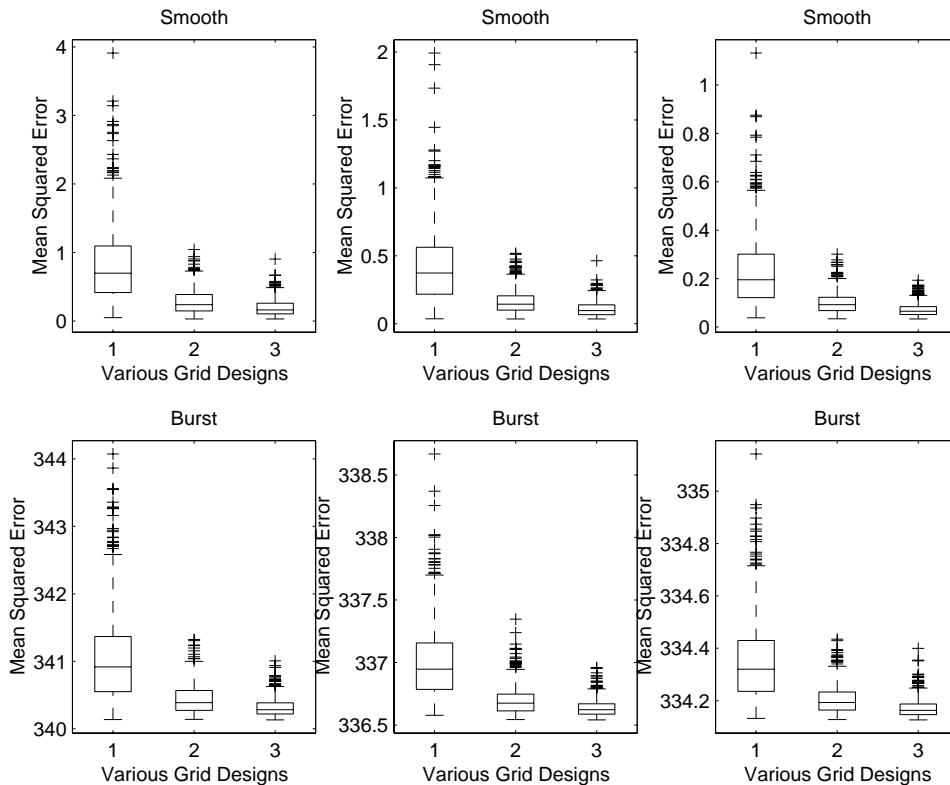 Smooth
Mean Squared Error
4
3
2
1
0
1 2 3
Various Grid Designs
Smooth
Mean Squared Error
2
1.5
1
0.5
0
1 2 3
Various Grid Designs
Smooth
Mean Squared Error
1
0.8
0.6
0.4
0.2
0
1 2 3
Various Grid Designs
Burst
Mean Squared Error
344
343
342
341
340
1 2 3
Various Grid Designs
Burst
Mean Squared Error
338.5
338
337.5
337
336.5
1 2 3
Various Grid Designs
Burst
Mean Squared Error
335
334.8
334.6
334.4
334.2
1 2 3
Various Grid Designs